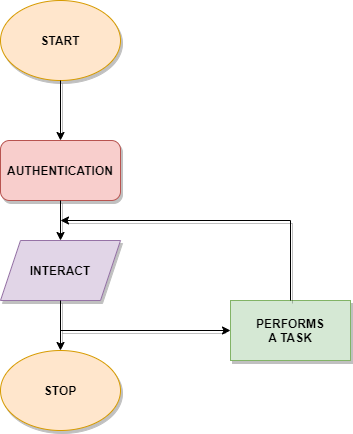 START
AUTHENTICATION
INTERACT
PERFORMS
A TASK
STOP